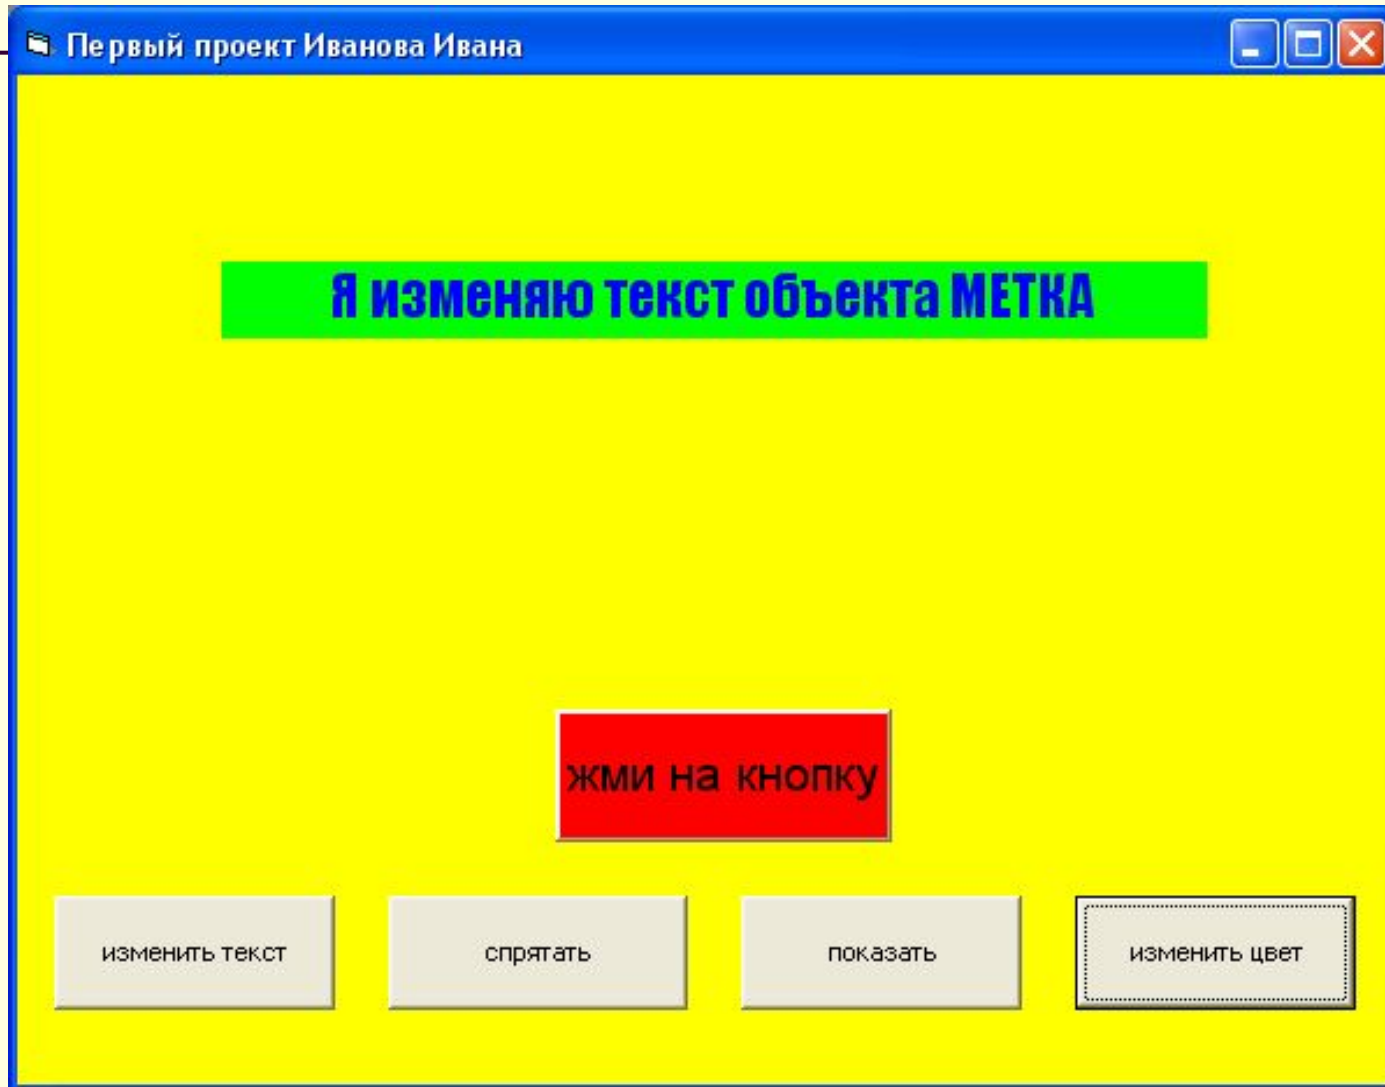 Первый проект Иванова Ивана
Я изменяю текст объекта МЕТКА
жми на кнопку
изменить текст
спрятать
показать
изменить цвет